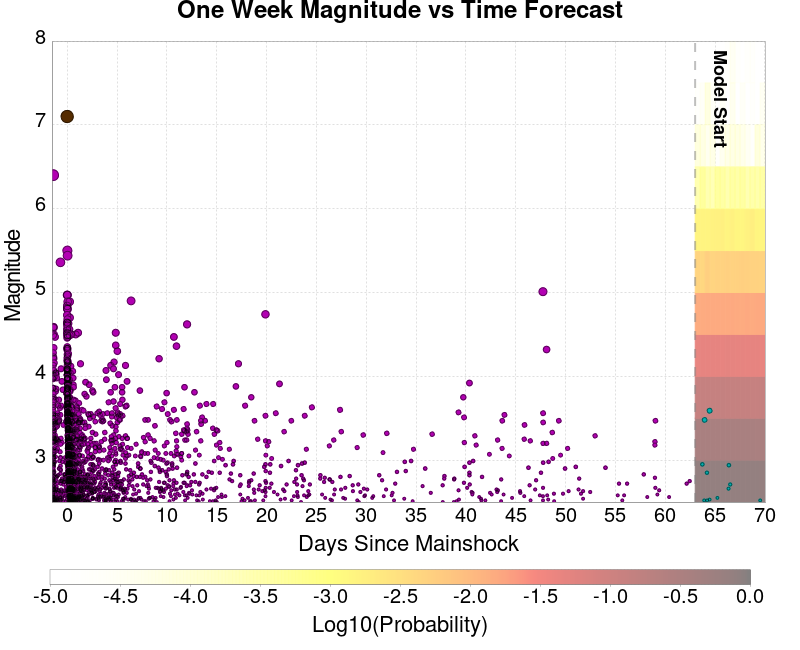 One Week Magnitude vs Time Forecast
8
7
6
5
4
3
Magnitude
Model Start
0 5 10 15 20 25 30 35 40 45 50 55 60 65 70
Days Since Mainshock
-5.0 -4.5 -4.0 -3.5 -3.0 -2.5 -2.0 -1.5 -1.0 -0.5 0.0
Log10(Probability)